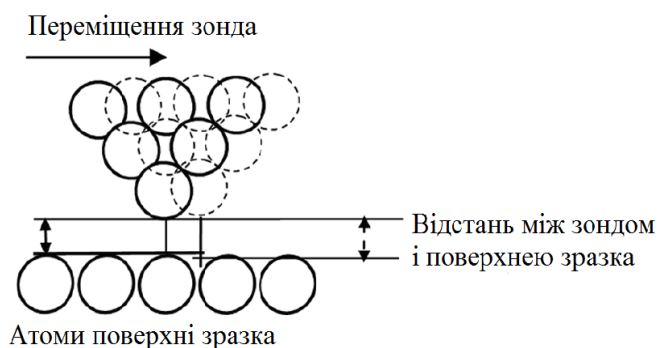 Переміщення зонда
Відстань між зондом
і поверхнею зразка
Атоми поверхні зразка